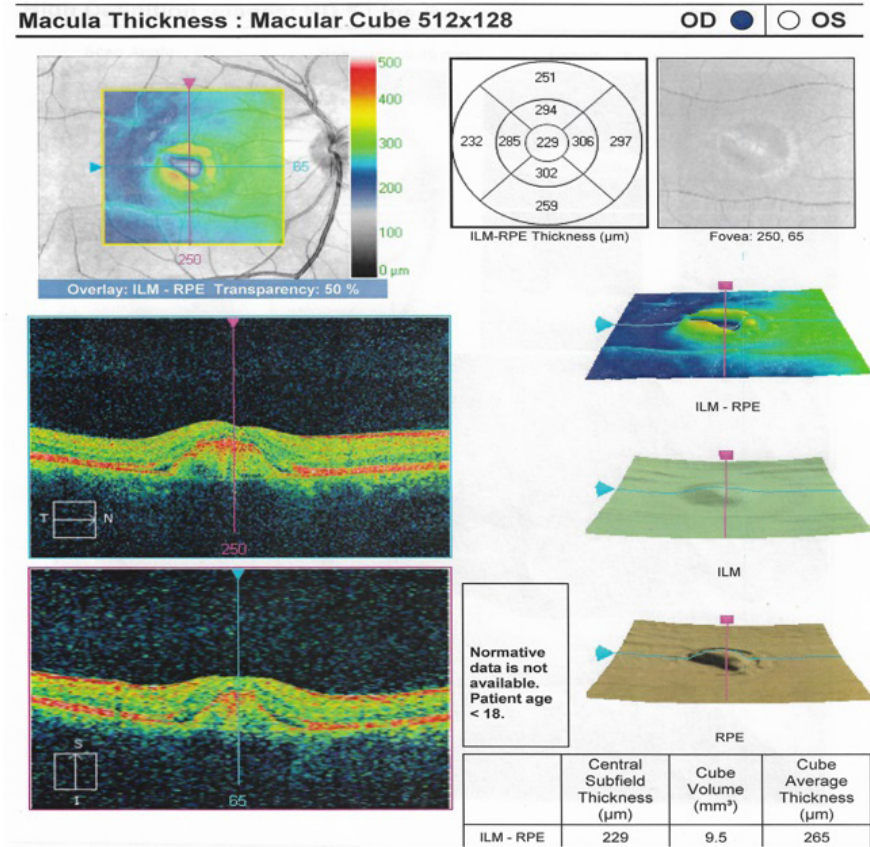 Macula Thickness : Macular Cube 512x128 OD OS
500
400
300
200
100
0 µm
65
250
Overlay: ILM - RPE Transparency: 50 %
251
294
232 285 229 306 297
302
259
ILM-RPE Thickness (µm)
Fovea: 250, 65
ILM - RPE
T N
250
ILM
S
I
65
Normative
data is not
available.
Patient age
< 18.
RPE
Central Subfield Thickness (µm)
Cube Volume (mm³)
Cube Average Thickness (µm)
ILM - RPE 229 9.5 265